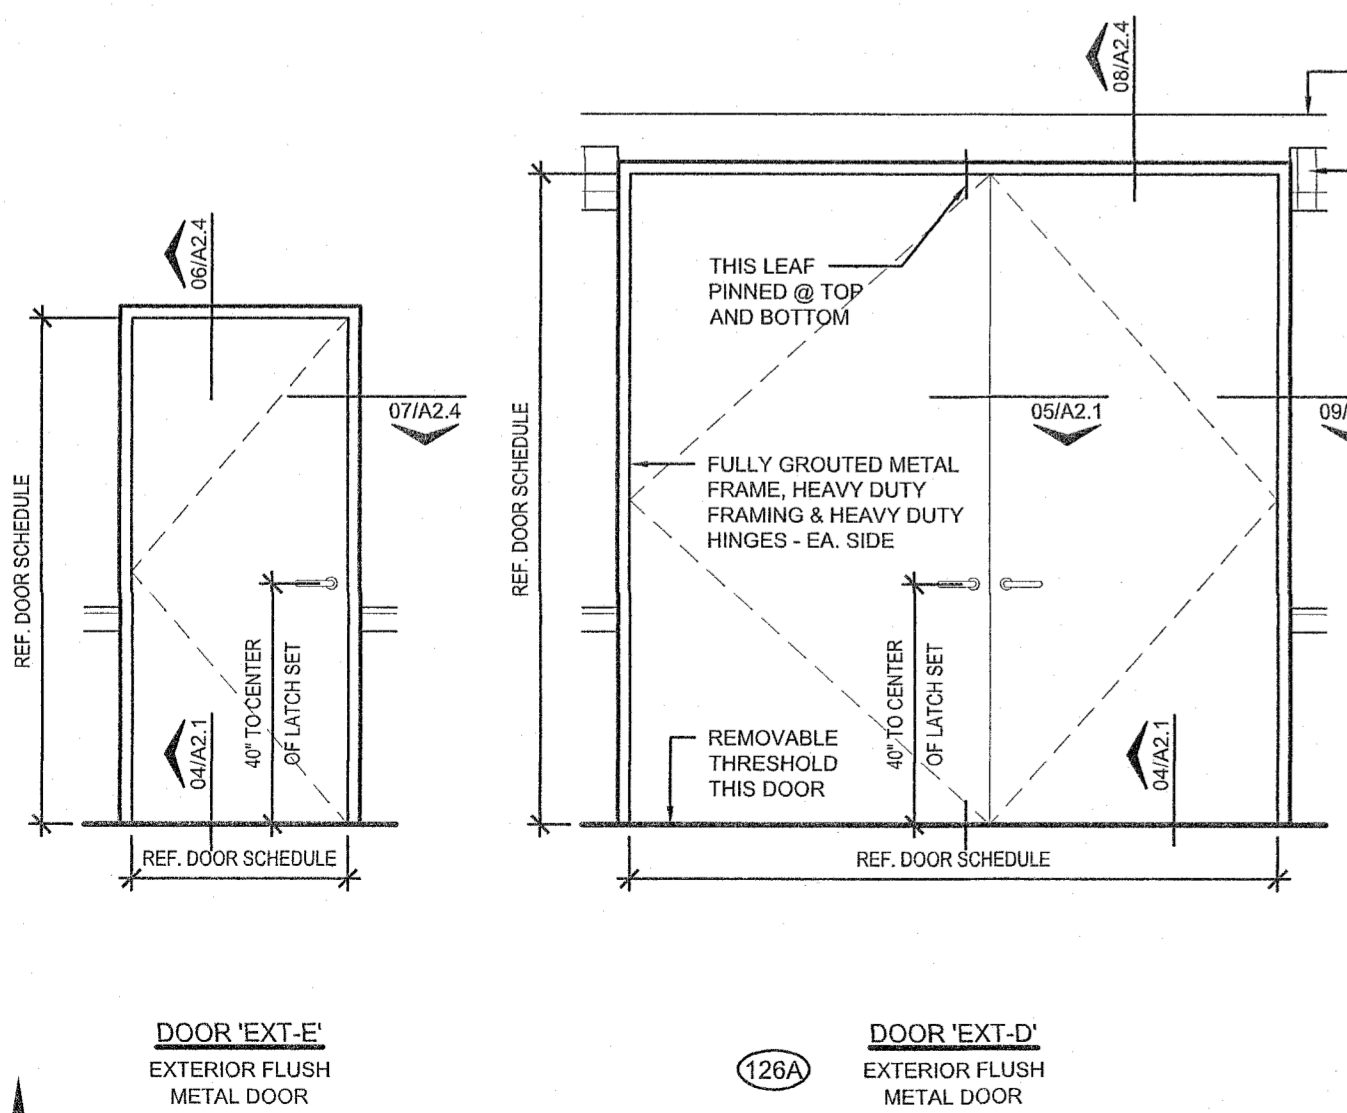 08/A2.4
06/A2.4
THIS LEAF
PINNED @ TOP
AND BOTTOM
07/A2.4
05/A2.1
09/
REF. DOOR SCHEDULE
REF. DOOR SCHEDULE
FULLY GROUTED METAL
FRAME, HEAVY DUTY
FRAMING & HEAVY DUTY
HINGES - EA. SIDE
40" TO CENTER
OF LATCH SET
40" TO CENTER
OF LATCH SET
04/A2.1
REMOVABLE
THRESHOLD
THIS DOOR
04/A2.1
REF. DOOR SCHEDULE
REF. DOOR SCHEDULE
DOOR 'EXT-E'
EXTERIOR FLUSH
METAL DOOR
126A
DOOR 'EXT-D'
EXTERIOR FLUSH
METAL DOOR